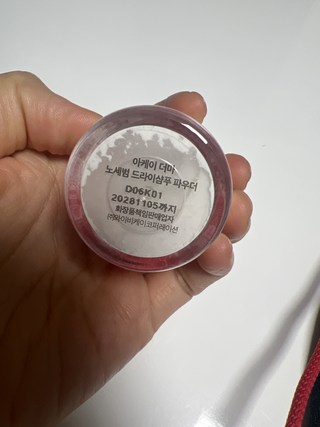 아케이 더마
노세범 드라이샴푸 파우더
D06K01
20281105까지
화장품책임판매업자
(주)와이비케이코퍼레이션